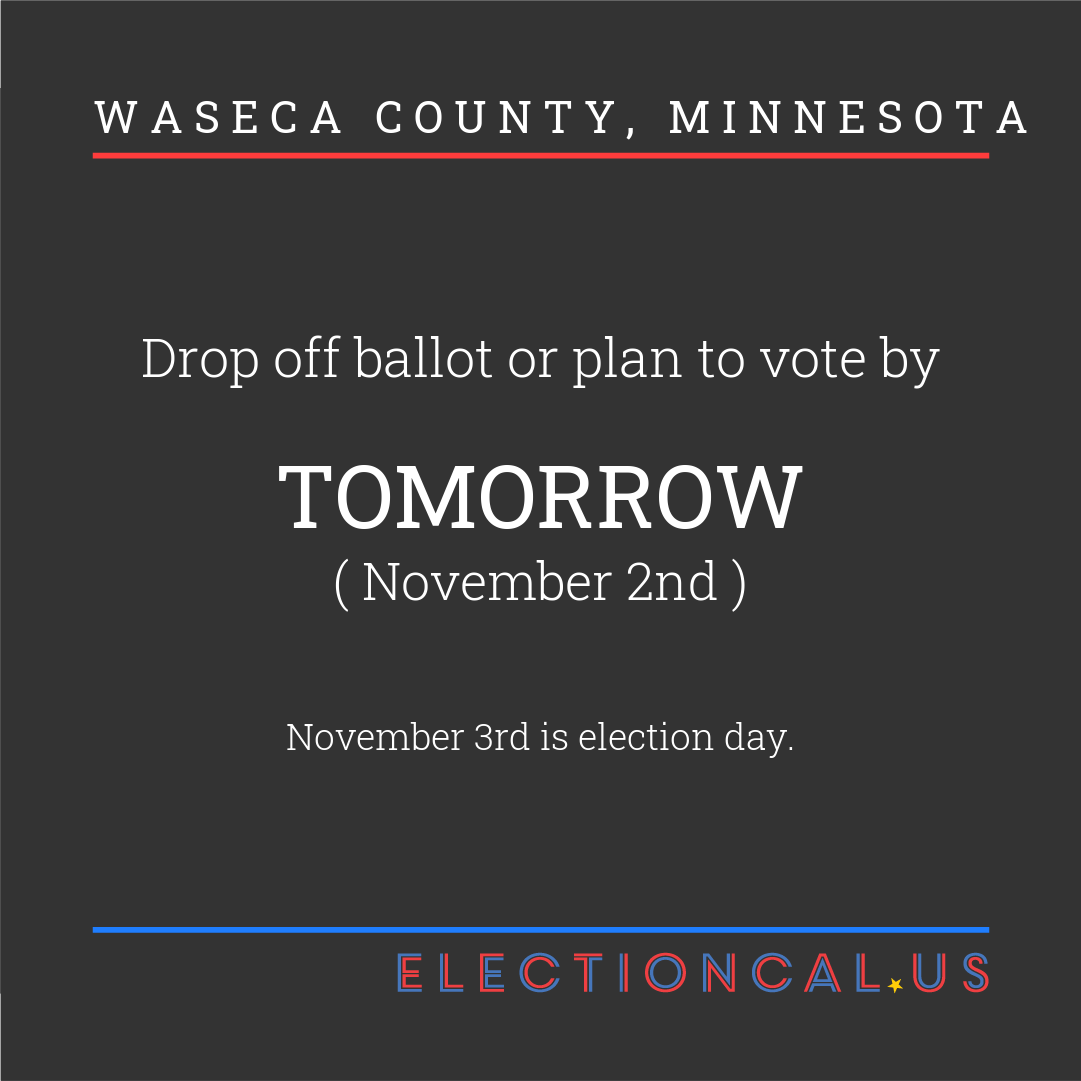 WASECA COUNTY, MINNESOTA
Drop off ballot or plan to vote by
TOMORROW
( November 2nd )
November 3rd is election day.
ELECTIONCAL.US